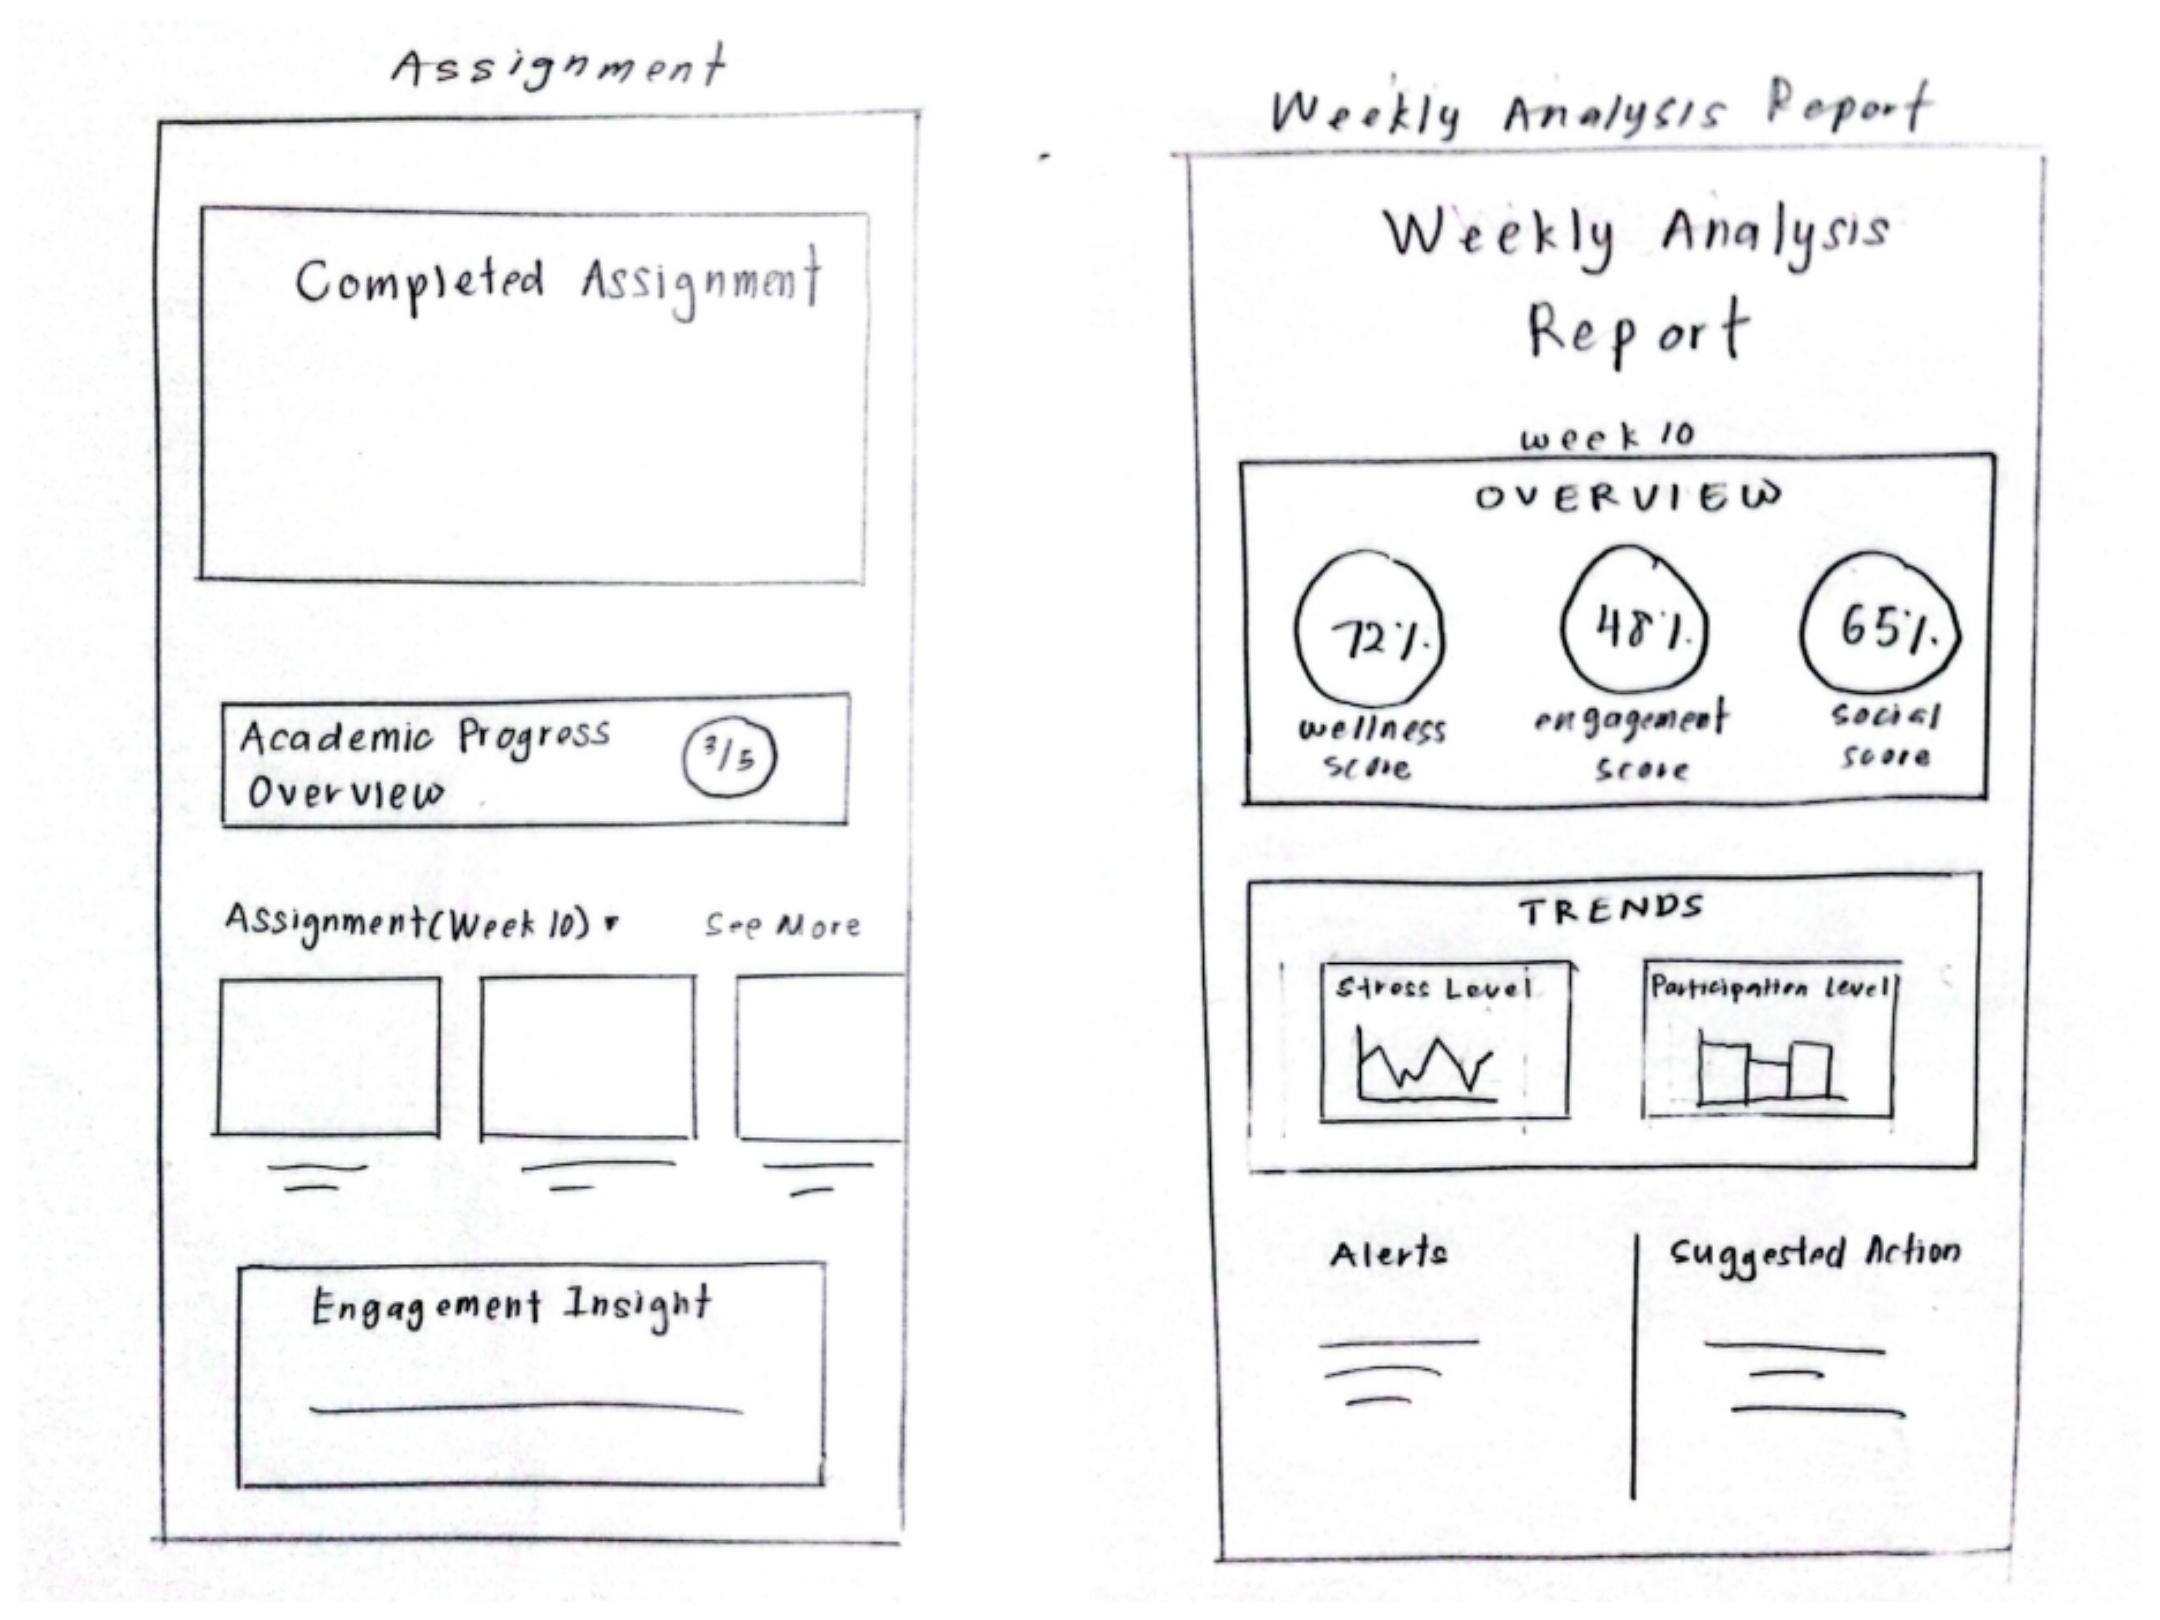 Assignment
Completed Assignment
Academic Progress
Overview
3/5
Assignment(Week 10) ▾
See More
Engagement Insight
Weekly Analysis Report
Weekly Analysis
Report
week 10
OVERVIEW
72%
48%
65%
wellness
score
engagement
score
social
score
TRENDS
Stress Level
Participation Level
Alerts
Suggested Action